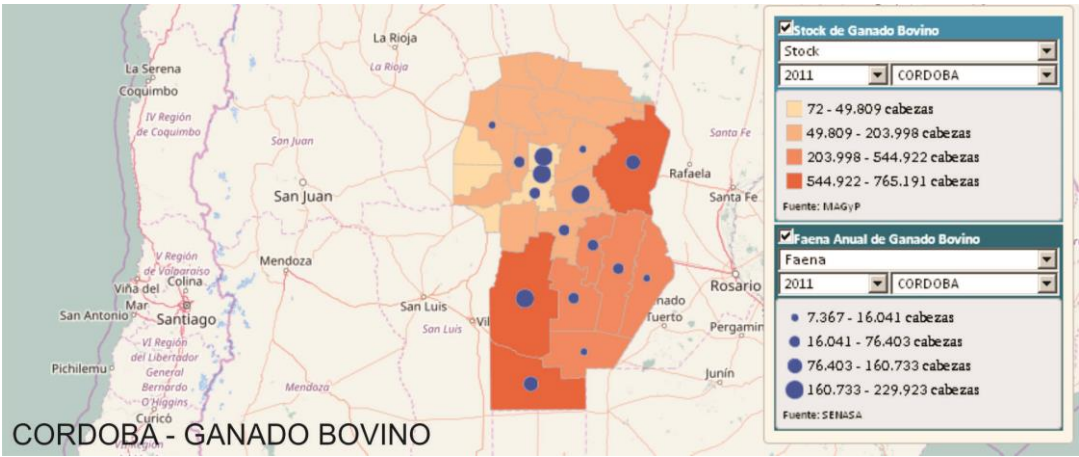 La Rioja
La Rioja
La Serena
Coquimbo
IV Región
de Coquimbo
San Juan
San Juan
Santa Fe
Rafaela
Santa Fe
Mendoza
V Región
de Valparaíso
Viña del
Mar
Colina
San Antonio
Santiago
San Luis
San Luis
Vil
Rosario
nado
Tuerto
Pergamin
VI Región
del Libertador
General
Bernardo
O'Higgins
Pichilemu
Mendoza
Junín
Curicó
CORDOBA - GANADO BOVINO
Stock de Ganado Bovino
Stock
2011 CORDOBA
72 - 49.809 cabezas
49.809 - 203.998 cabezas
203.998 - 544.922 cabezas
544.922 - 765.191 cabezas
Fuente: MAGyP
Faena Anual de Ganado Bovino
Faena
2011 CORDOBA
7.367 - 16.041 cabezas
16.041 - 76.403 cabezas
76.403 - 160.733 cabezas
160.733 - 229.923 cabezas
Fuente: SENASA